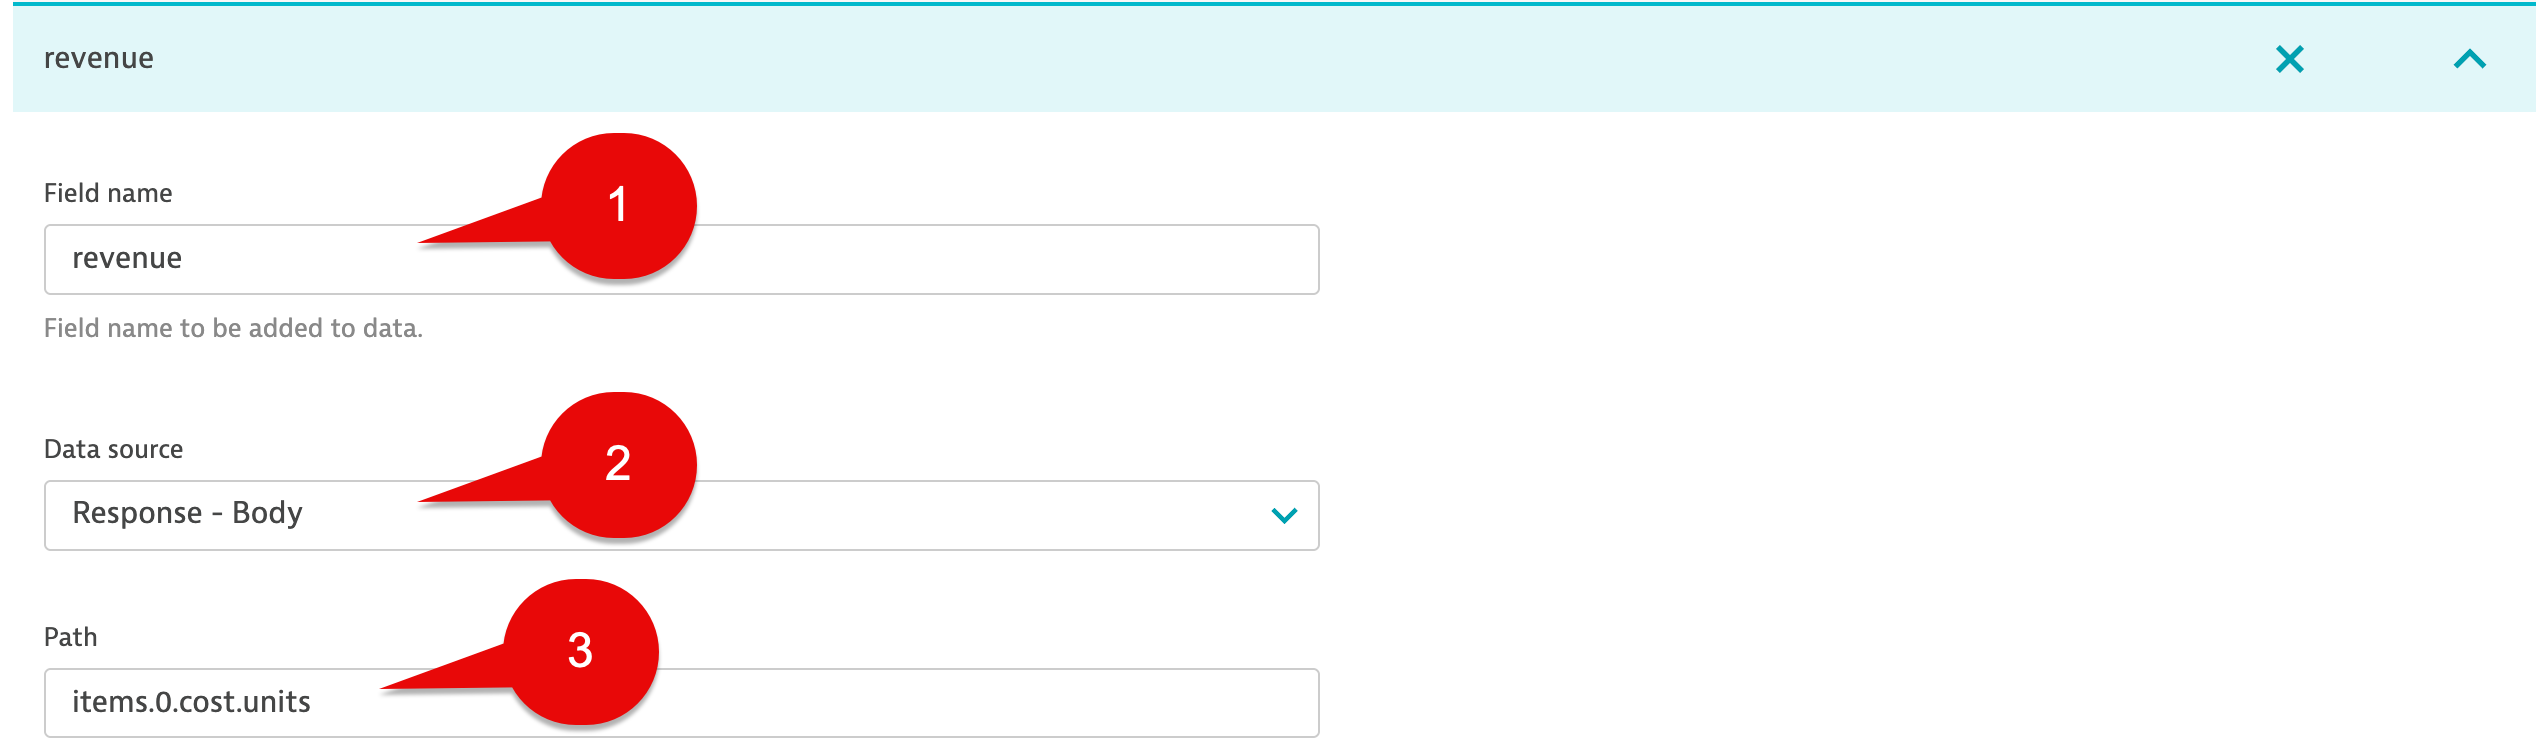 revenue
Field name
1
revenue
Field name to be added to data.
Data source
2
Response - Body
Path
3
items.0.cost.units